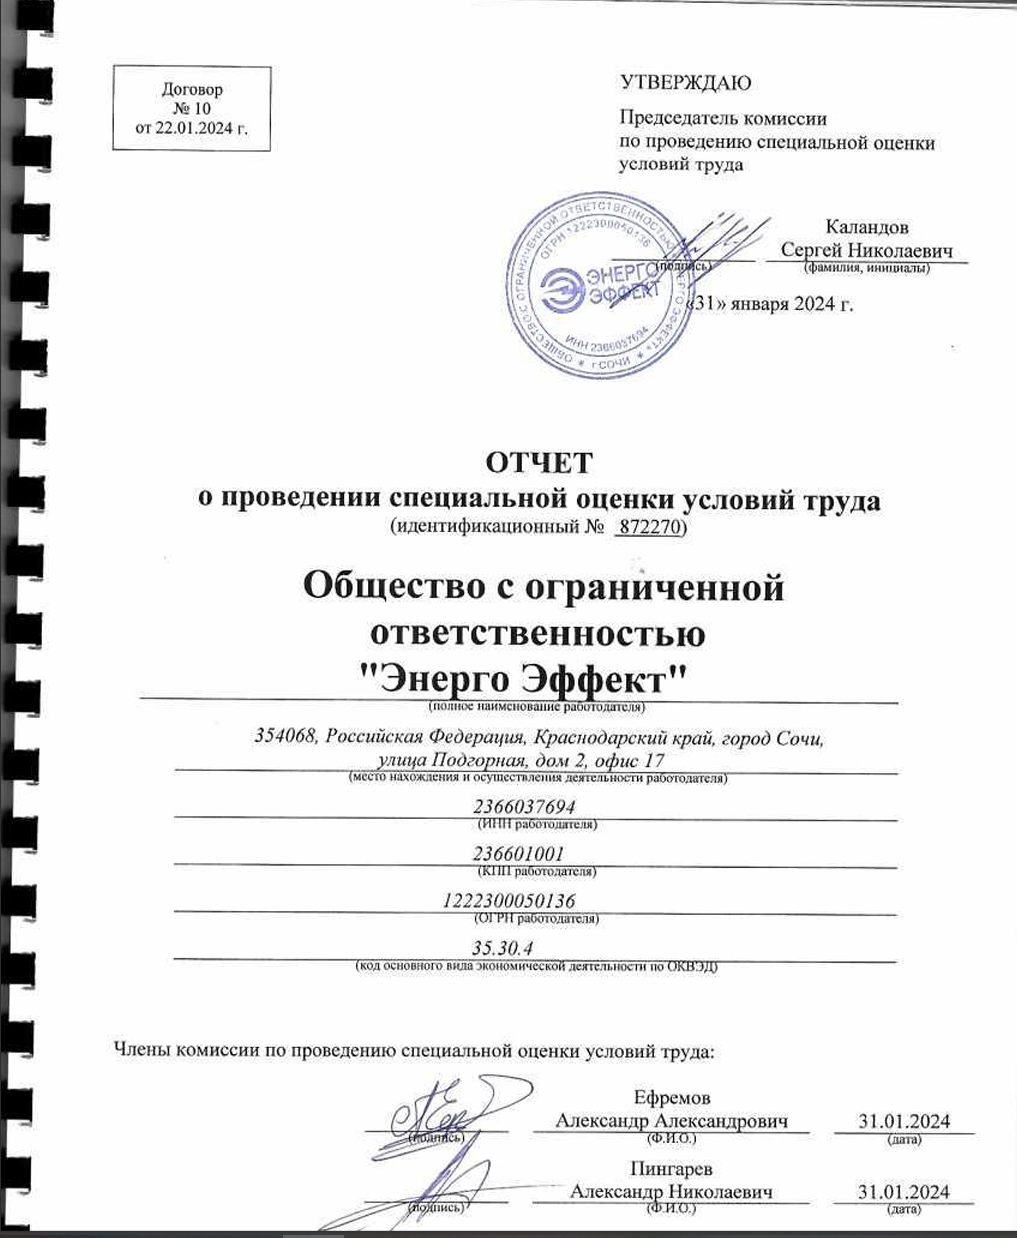 Договор
№ 10
от 22.01.2024 г.
УТВЕРЖДАЮ
Председатель комиссии
по проведению специальной оценки
условий труда
ОБЩЕСТВО С ОГРАНИЧЕННОЙ ОТВЕТСТВЕННОСТЬЮ «ЭНЕРГО ЭФФЕКТ» * г.СОЧИ *
ОГРН 1222300050136
ЭНЕРГО
ЭФФЕКТ
ИНН 2366037694
Каландов
Сергей Николаевич
(подпись)
(фамилия, инициалы)
«31» января 2024 г.
ОТЧЕТ
о проведении специальной оценки условий труда
(идентификационный № 872270)
Общество с ограниченной
ответственностью
"Энерго Эффект"
(полное наименование работодателя)
354068, Российская Федерация, Краснодарский край, город Сочи,
улица Подгорная, дом 2, офис 17
(место нахождения и осуществления деятельности работодателя)
2366037694
(ИНН работодателя)
236601001
(КПП работодателя)
1222300050136
(ОГРН работодателя)
35.30.4
(код основного вида экономической деятельности по ОКВЭД)
Члены комиссии по проведению специальной оценки условий труда:
Ефремов
Александр Александрович
31.01.2024
(подпись)
(Ф.И.О.)
(дата)
Пингарев
Александр Николаевич
31.01.2024
(подпись)
(Ф.И.О.)
(дата)